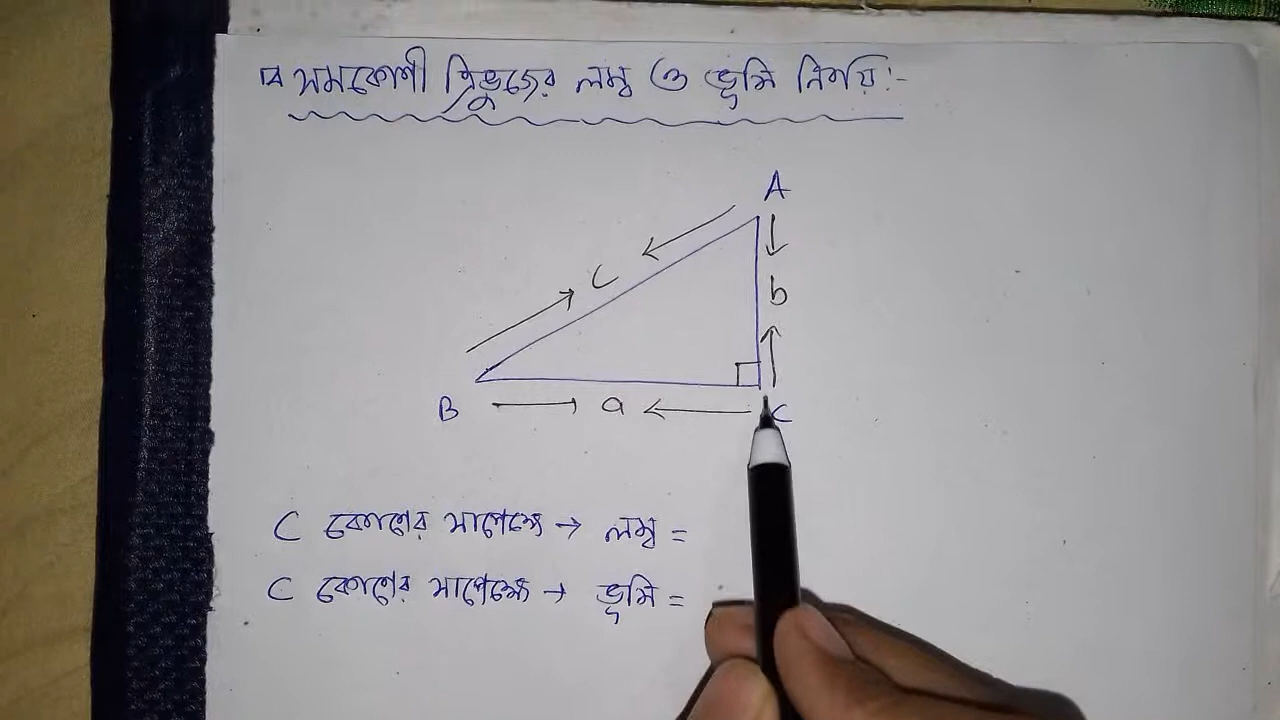 সমকোণী ত্রিভুজের লম্ব ও ভূমি নির্ণয়ঃ-
A
c
b
B a C
C কোণের সাপেক্ষে → লম্ব =
C কোণের সাপেক্ষে → ভূমি =